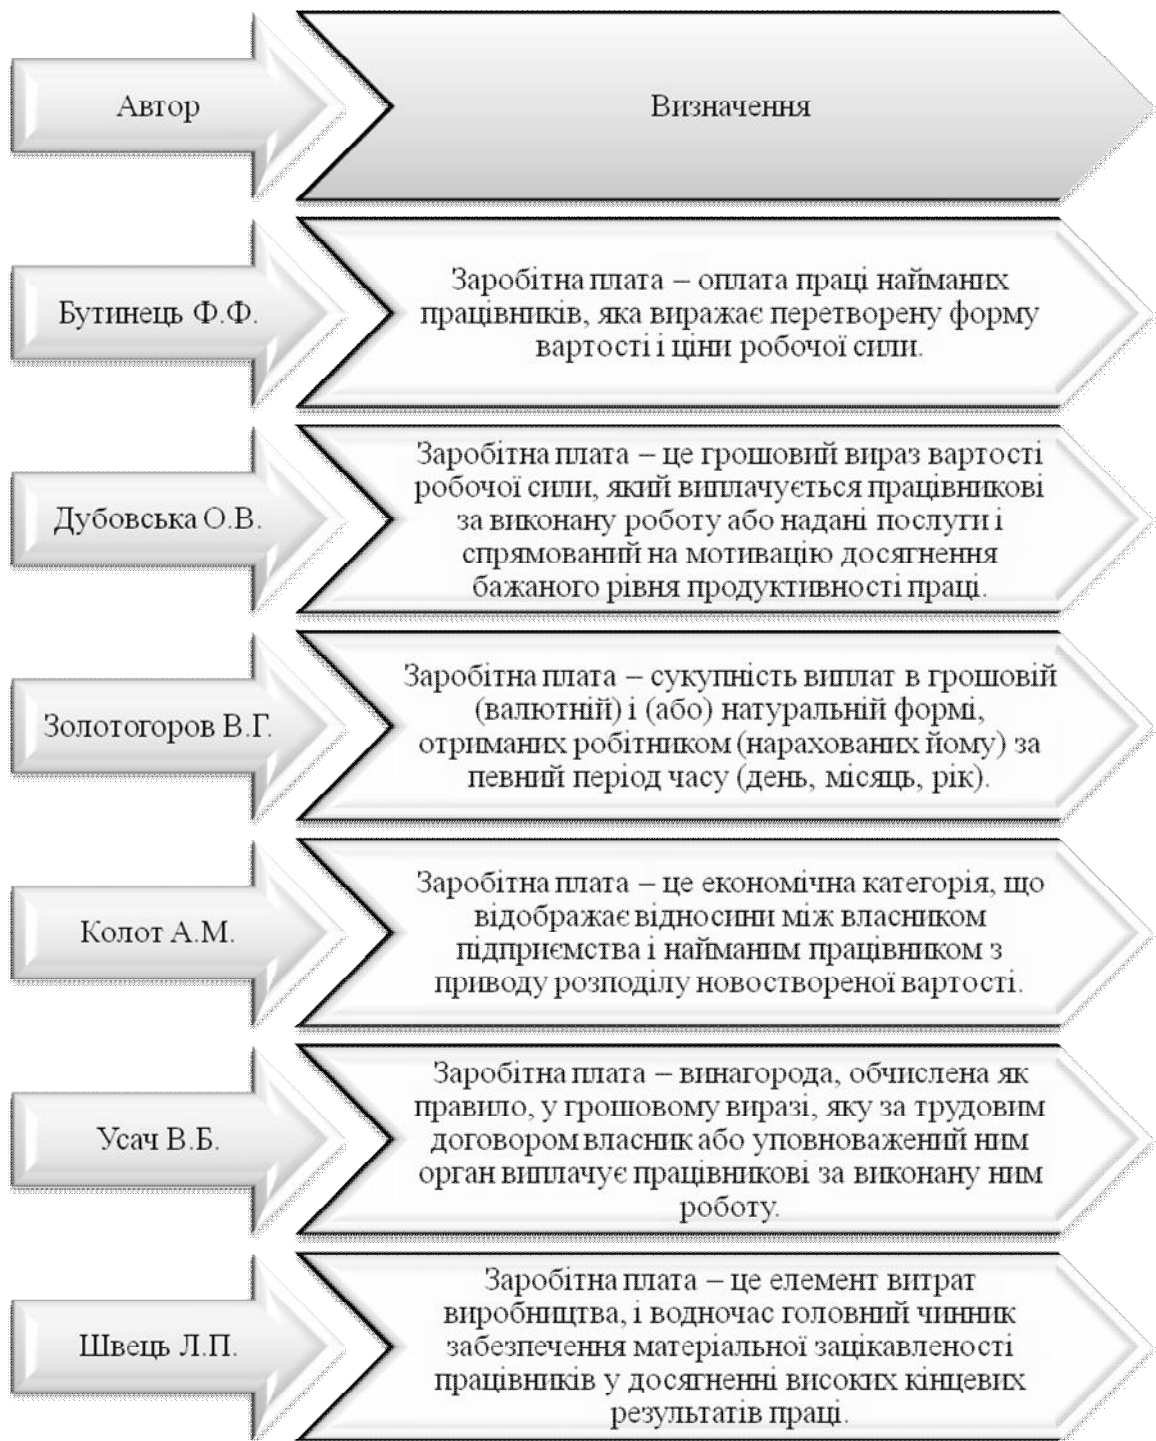 Автор
Визначення
Бутинець Ф.Ф.
Заробітна плата – оплата праці найманих
працівників, яка виражає перетворену форму
вартості і ціни робочої сили.
Дубовська О.В.
Заробітна плата – це грошовий вираз вартості
робочої сили, який виплачується працівникові
за виконану роботу або надані послуги і
спрямований на мотивацію досягнення
бажаного рівня продуктивності праці.
Золотогоров В.Г.
Заробітна плата – сукупність виплат в грошовій
(валютній) і (або) натуральній формі,
отриманих робітником (нарахованих йому) за
певний період часу (день, місяць, рік).
Колот А.М.
Заробітна плата – це економічна категорія, що
відображає відносини між власником
підприємства і найманим працівником з
приводу розподілу новоствореної вартості.
Усач В.Б.
Заробітна плата – винагорода, обчислена як
правило, у грошовому виразі, яку за трудовим
договором власник або уповноважений ним
орган виплачує працівникові за виконану ним
роботу.
Швець Л.П.
Заробітна плата – це елемент витрат
виробництва, і водночас головний чинник
забезпечення матеріальної зацікавленості
працівників у досягненні високих кінцевих
результатів праці.